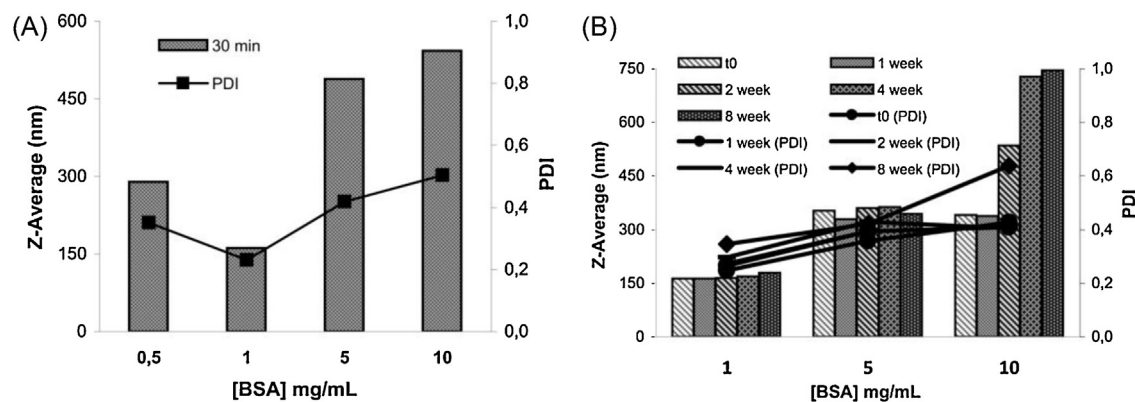 (A)
600
450
300
150
0
Z-Average (nm)
30 min
PDI
1,0
0,8
0,6
0,4
0,2
0,0
PDI
0,5 1 5 10
[BSA] mg/mL
(B)
t0 1 week
2 week 4 week
8 week t0 (PDI)
1 week (PDI) 2 week (PDI)
4 week (PDI) 8 week (PDI)
750
600
450
300
150
0
Z-Average (nm)
1,0
0,8
0,6
0,4
0,2
0,0
PDI
1 5 10
[BSA] mg/mL